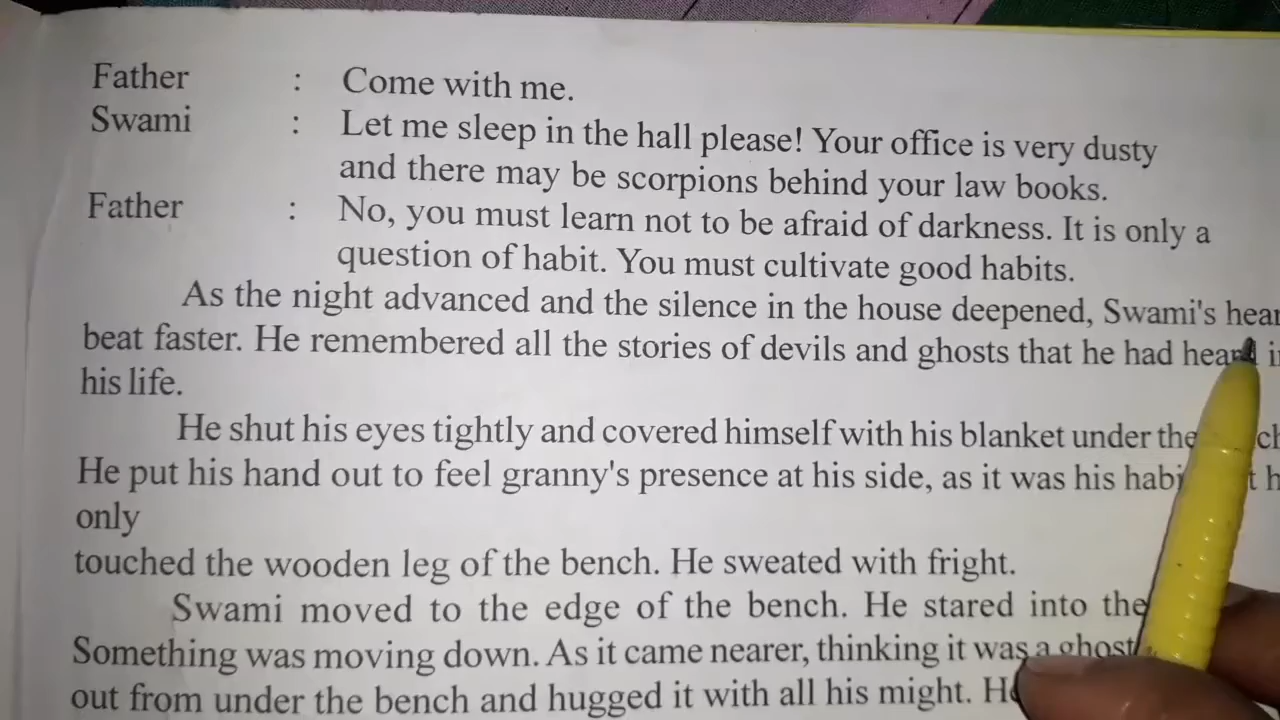 Father : Come with me.
Swami : Let me sleep in the hall please! Your office is very dusty
and there may be scorpions behind your law books.
Father : No, you must learn not to be afraid of darkness. It is only a
question of habit. You must cultivate good habits.
As the night advanced and the silence in the house deepened, Swami's
beat faster. He remembered all the stories of devils and ghosts that he had heard
his life.
He shut his eyes tightly and covered himself with his blanket under the
He put his hand out to feel granny's presence at his side, as it was his
only
touched the wooden leg of the bench. He sweated with fright.
Swami moved to the edge of the bench. He stared into the
Something was moving down. As it came nearer, thinking it was a ghost
out from under the bench and hugged it with all his might.